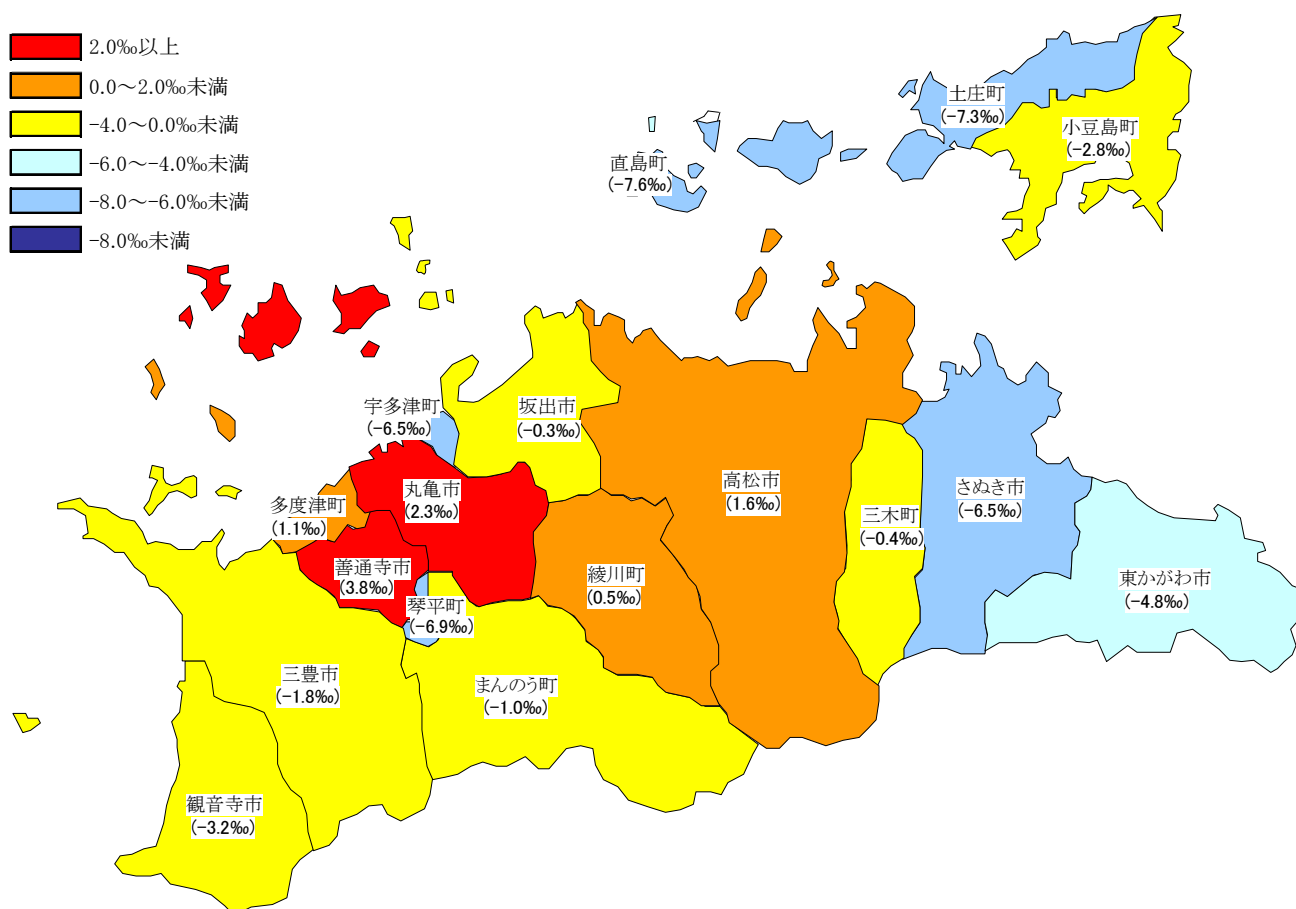 2.0‰以上
0.0～2.0‰未満
-4.0～0.0‰未満
-6.0～-4.0‰未満
-8.0～-6.0‰未満
-8.0‰未満
土庄町
(-7.3‰)
小豆島町
(-2.8‰)
直島町
(-7.6‰)
宇多津町
(-6.5‰)
坂出市
(-0.3‰)
高松市
(1.6‰)
丸亀市
(2.3‰)
多度津町
(1.1‰)
三木町
(-0.4‰)
さぬき市
(-6.5‰)
善通寺市
(3.8‰)
綾川町
(0.5‰)
東かがわ市
(-4.8‰)
琴平町
(-6.9‰)
三豊市
(-1.8‰)
まんのう町
(-1.0‰)
観音寺市
(-3.2‰)